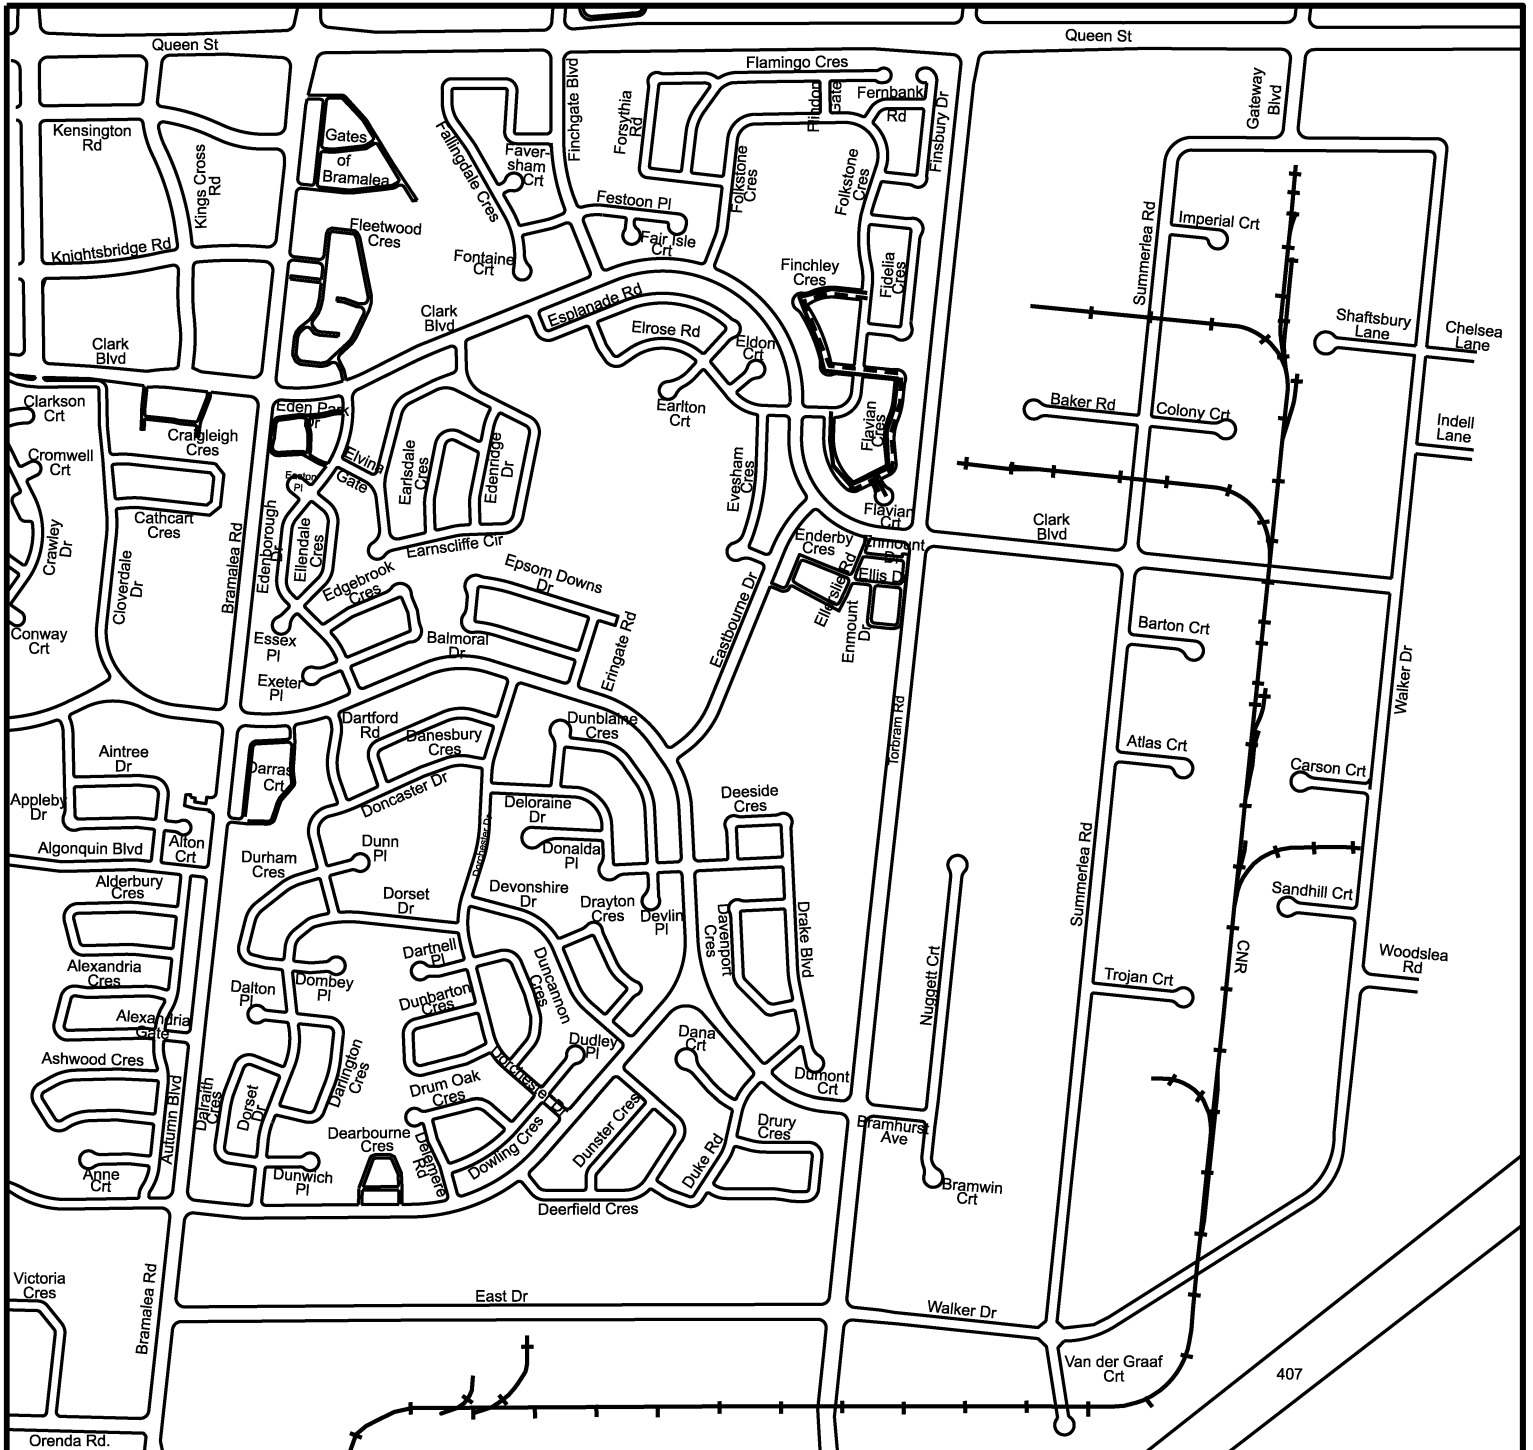 Queen St
Queen St
Flamingo Cres
Finchgate Blvd
Forsythia
Rd
Flindon
Gate
Fernbank
Rd
Finsbury Dr
Gateway
Blvd
Kensington
Rd
Kings Cross
Rd
Gates
of
Bramalea
Fallingdale Cres
Faver-
sham
Crt
Folkstone
Cres
Folkstone
Cres
Festoon Pl
Fair Isle
Crt
Fleetwood
Cres
Knightsbridge Rd
Fontaine
Crt
Finchley
Cres
Fidelia
Cres
Summerlea Rd
Imperial Crt
Shaftsbury
Lane
Chelsea
Lane
Clark
Blvd
Esplanade Rd
Elrose Rd
Eldon
Crt
Clark
Blvd
Clarkson
Crt
Eden Park
Dr
Earlton
Crt
Flavian
Cres
Baker Rd
Colony Crt
Indell
Lane
Craigleigh
Cres
Cromwell
Crt
Elvina
Gate
Earlsdale
Cres
Edenridge
Dr
Easton
Pl
Evesham
Cres
Flavian
Crt
Cathcart
Cres
Crawley
Dr
Cloverdale
Dr
Bramalea Rd
Edenborough
Dr
Ellendale
Cres
Earnscliffe Cir
Enderby
Cres
Enmount
Dr
Ellis Dr
Ellerslie Rd
Enmount
Dr
Clark
Blvd
Edgebrook
Cres
Epsom Downs
Dr
Eringate Rd
Eastbourne Dr
Conway
Crt
Essex
Pl
Balmoral
Dr
Exeter
Pl
Barton Crt
Walker Dr
Torbram Rd
Dartford
Rd
Danesbury
Cres
Dunblaine
Cres
Aintree
Dr
Darras
Crt
Doncaster Dr
Atlas Crt
Carson Crt
Appleby
Dr
Deloraine
Dr
Deeside
Cres
Dorchester Dr
Donalda
Pl
Algonquin Blvd
Alton
Crt
Durham
Cres
Dunn
Pl
Summerlea Rd
Alderbury
Cres
Dorset
Dr
Devonshire
Dr
Drayton
Cres
Devlin
Pl
Davenport
Cres
Drake Blvd
Sandhill Crt
CNR
Nuggett Crt
Woodslea
Rd
Alexandria
Cres
Dartnell
Pl
Duncannon
Cres
Dalton
Pl
Dombey
Pl
Dunbarton
Cres
Trojan Crt
Alexandria
Gate
Ashwood Cres
Dudley
Pl
Dana
Crt
Dorchester Dr
Darlington
Cres
Drum Oak
Cres
Dumont
Crt
Autumn Blvd
Dalraith
Cres
Dorset
Dr
Dearbourne
Cres
Delamere
Rd
Dowling Cres
Dunster Cres
Duke Rd
Drury
Cres
Bramhurst
Ave
Anne
Crt
Dunwich
Pl
Bramwin
Crt
Deerfield Cres
Victoria
Cres
Bramalea Rd
East Dr
Walker Dr
Van der Graaf
Crt
407
Orenda Rd.